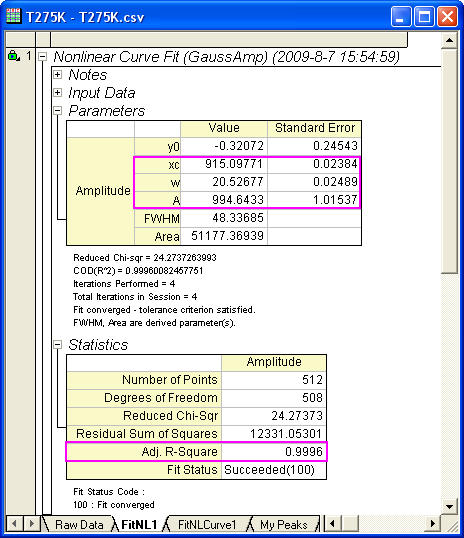 T275K - T275K.csv
1
Nonlinear Curve Fit (GaussAmp) (2009-8-7 15:54:59)
Notes
Input Data
Parameters
Value Standard Error
y0 -0.32072 0.24543
xc 915.09771 0.02384
w 20.52677 0.02489
Amplitude
A 994.6433 1.01537
FWHM 48.33685
Area 51177.36939
Reduced Chi-sqr = 24.2737263993
COD(R^2) = 0.99960082457751
Iterations Performed = 4
Total Iterations in Session = 4
Fit converged - tolerance criterion satisfied.
FWHM, Area are derived parameter(s).
Statistics
Amplitude
Number of Points 512
Degrees of Freedom 508
Reduced Chi-Sqr 24.27373
Residual Sum of Squares 12331.05301
Adj. R-Square 0.9996
Fit Status Succeeded(100)
Fit Status Code :
100 : Fit converged
Raw Data FitNL1 FitNLCurve1 My Peaks